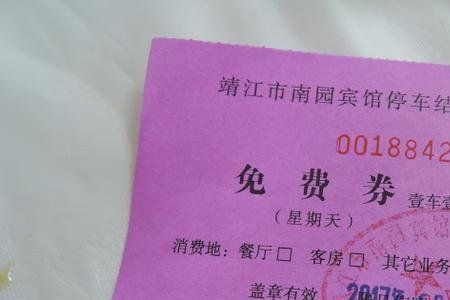 靖江市南园宾馆停车结
0018842
免费券 壹车壹
（星期天）
消费地：餐厅□ 客房□ 其它业务
盖章有效
2017年